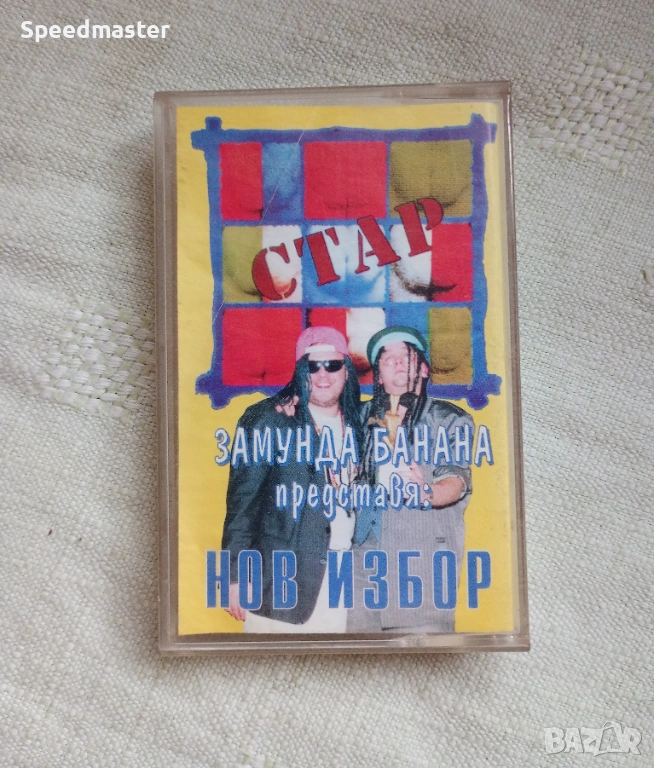 Speedmaster
СТАР
ЗАМУНДА БАНАНА
представя:
НОВ ИЗБОР
BAZAR